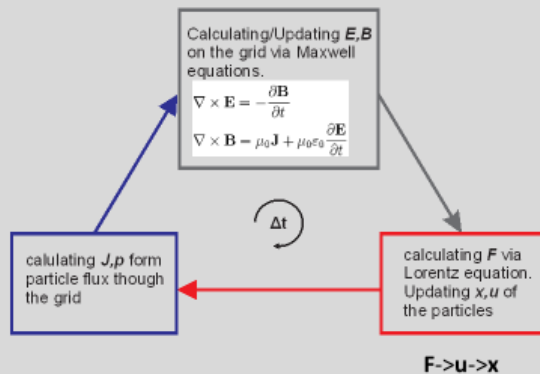 Calculating/Updating E,B
on the grid via Maxwell
equations.
∇ × E = −∂B/∂t
∇ × B = μ₀J + μ₀ε₀ ∂E/∂t
Δt
calulating J,p form
particle flux though
the grid
calculating F via
Lorentz equation.
Updating x,u of
the particles
F->u->x